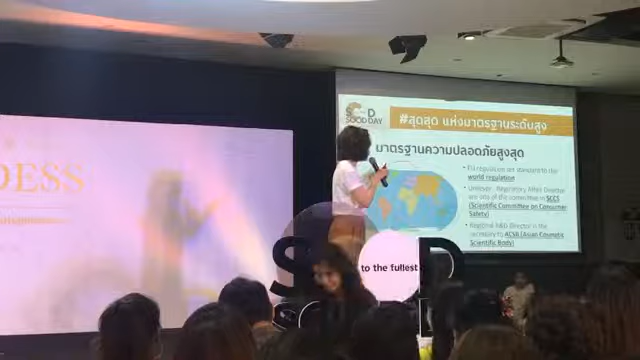 DESS
SOOD DAY
#สุดสุด แห่งมาตรฐานระดับสูง
มาตรฐานความปลอดภัยสูงสุด
• EU regulation set standard to the
world regulation
• Unilever - Regulatory Affair Director
are one of the committee in SCCS
(Scientific Committee on Consumer
Safety)
• Regional R&D Director is the
secretary to ACSB (Asian Cosmetic
Scientific Body)
S D
to the fullest